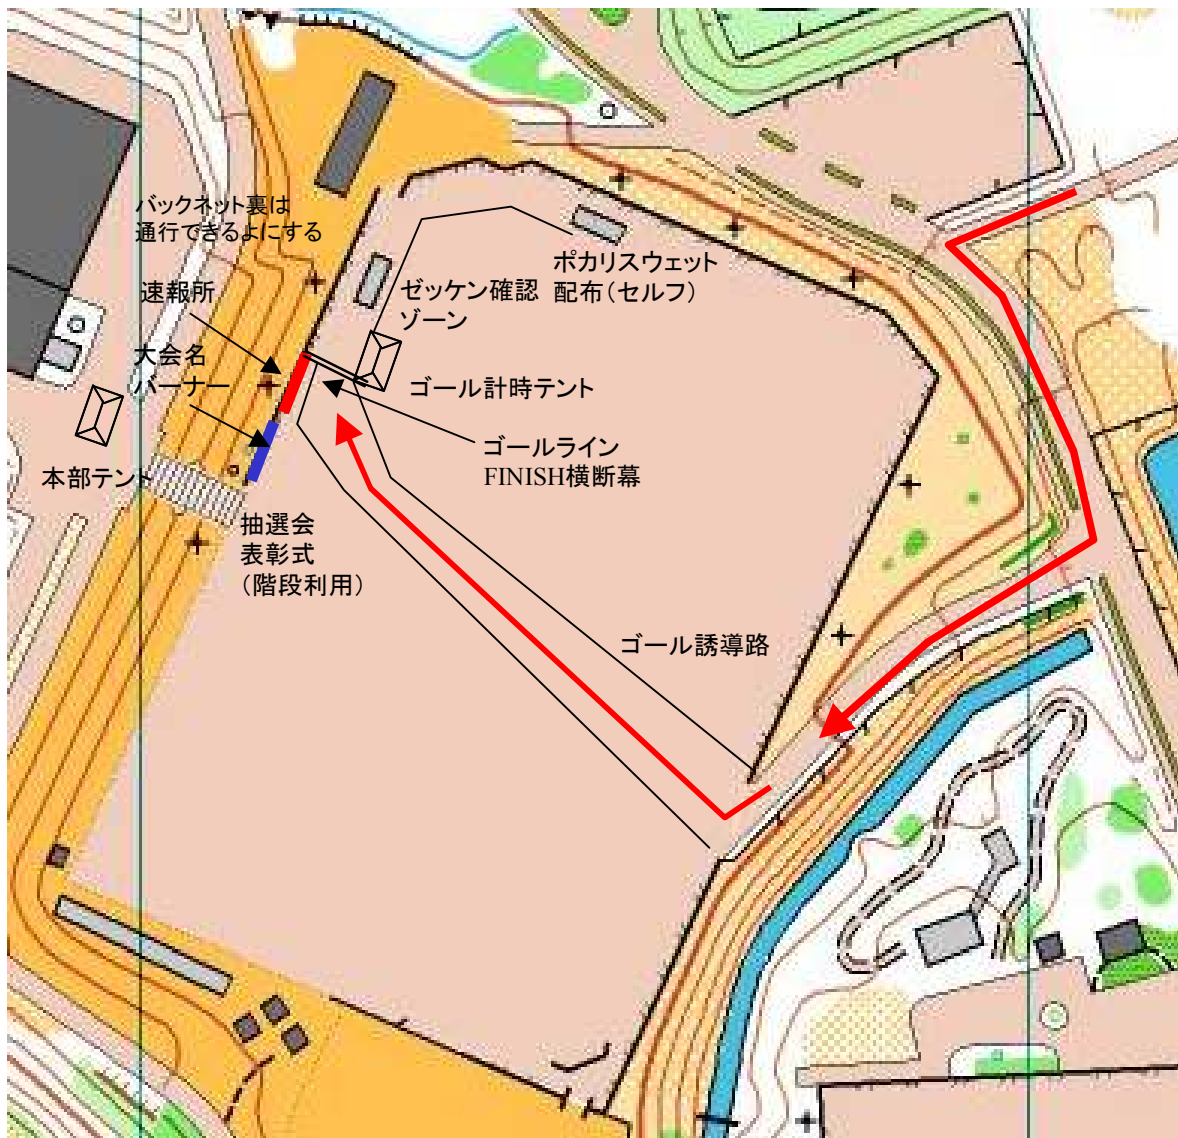 バックネット裏は
通行できるよにする
速報所
大会名
バーナー
本部テント
抽選会
表彰式
（階段利用）
ポカリスウェット
配布（セルフ）
ゼッケン確認
ゾーン
ゴール計時テント
ゴールライン
FINISH横断幕
ゴール誘導路